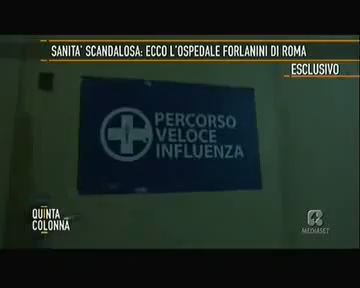 SANITA' SCANDALOSA: ECCO L'OSPEDALE FORLANINI DI ROMA
ESCLUSIVO
PERCORSO
VELOCE
INFLUENZA
QUINTA
COLONNA
MEDIASET